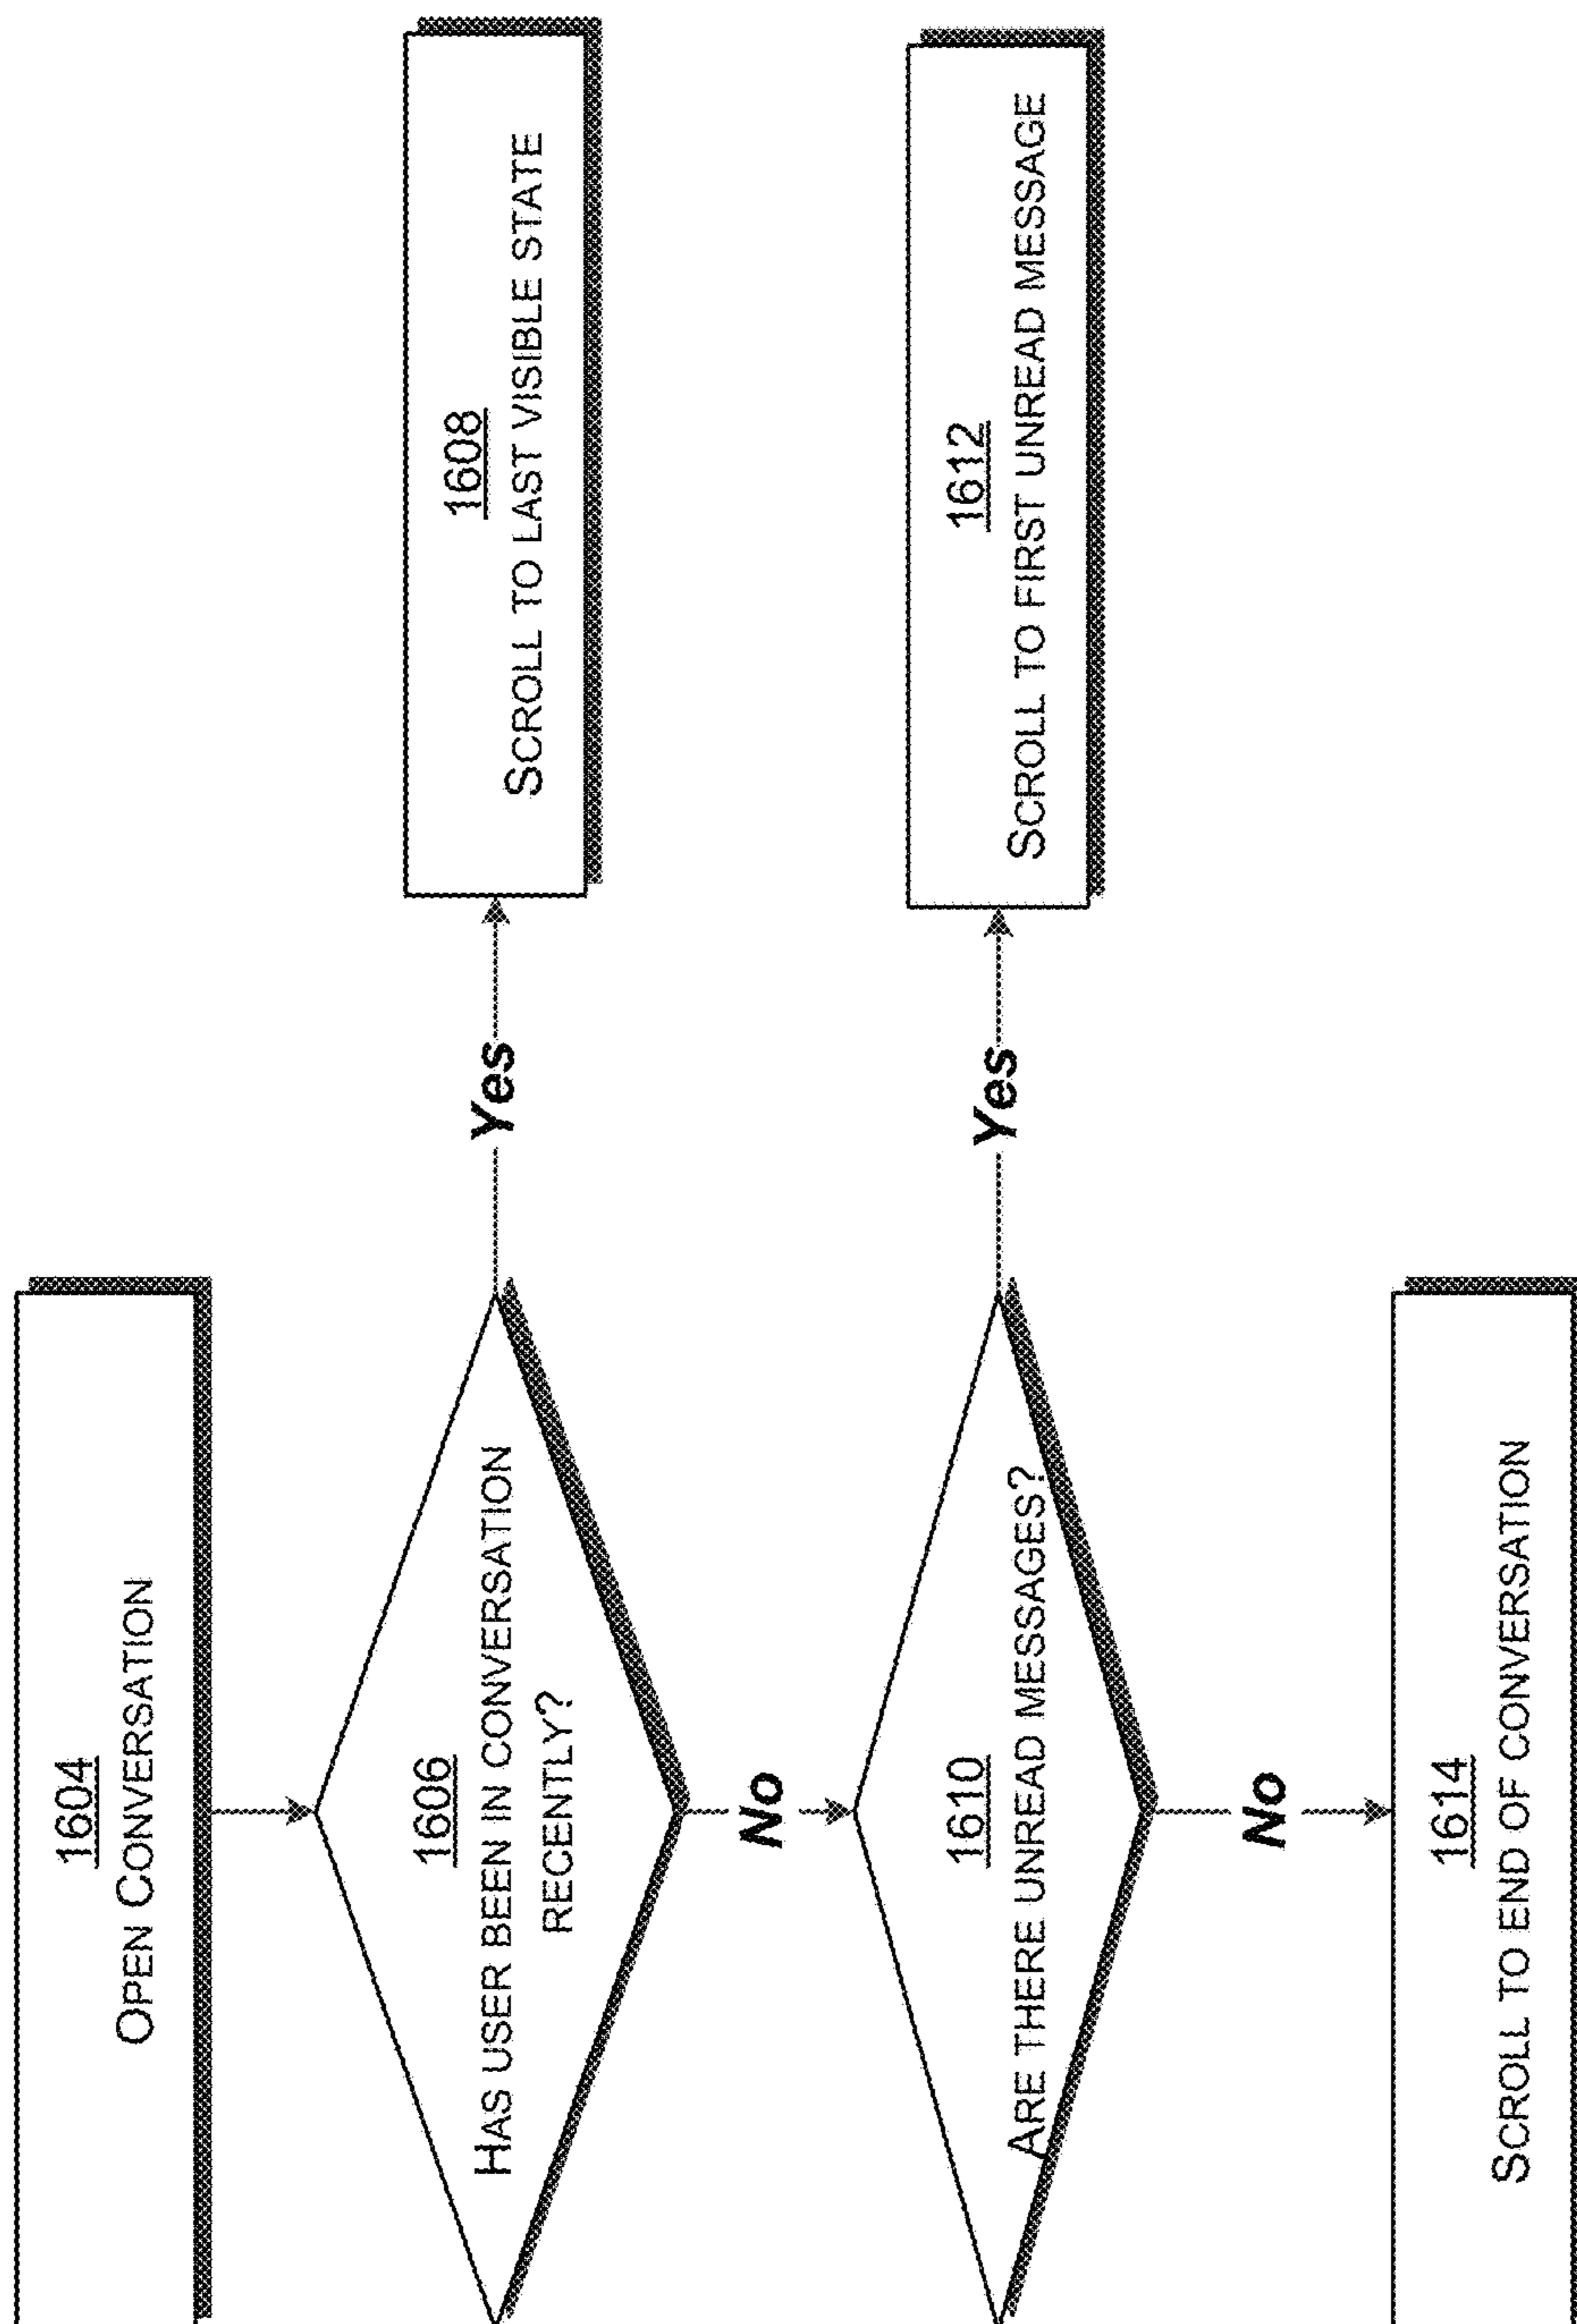 1604
OPEN CONVERSATION
1606
HAS USER BEEN IN CONVERSATION
RECENTLY?
Yes
1608
SCROLL TO LAST VISIBLE STATE
No
1610
ARE THERE UNREAD MESSAGES?
Yes
1612
SCROLL TO FIRST UNREAD MESSAGE
No
1614
SCROLL TO END OF CONVERSATION